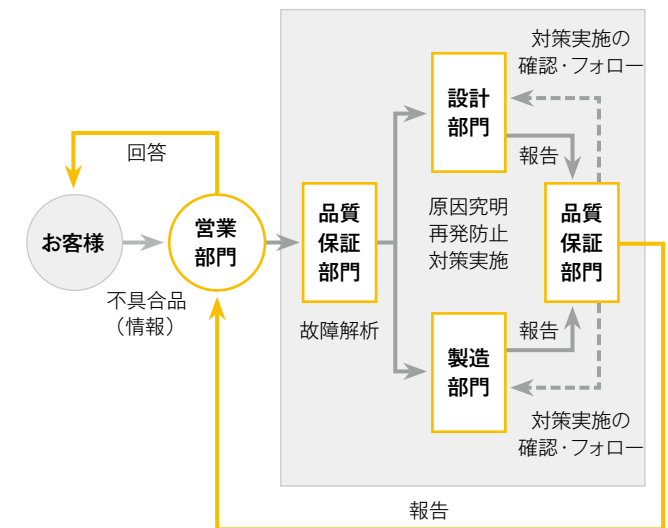 対策実施の
確認・フォロー
設計
部門
回答
報告
お客様
営業
部門
品質
保証
部門
原因究明
再発防止
対策実施
品質
保証
部門
不具合品
（情報）
故障解析
報告
製造
部門
対策実施の
確認・フォロー
報告